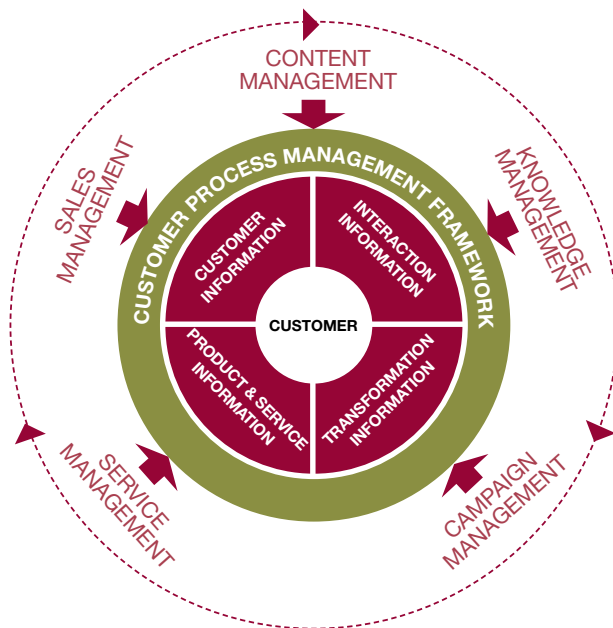 CONTENT
MANAGEMENT
KNOWLEDGE
MANAGEMENT
CAMPAIGN
MANAGEMENT
SERVICE
MANAGEMENT
SALES
MANAGEMENT
CUSTOMER PROCESS MANAGEMENT FRAMEWORK
CUSTOMER
INFORMATION
INTERACTION
INFORMATION
CUSTOMER
PRODUCT & SERVICE
INFORMATION
TRANSFORMATION
INFORMATION